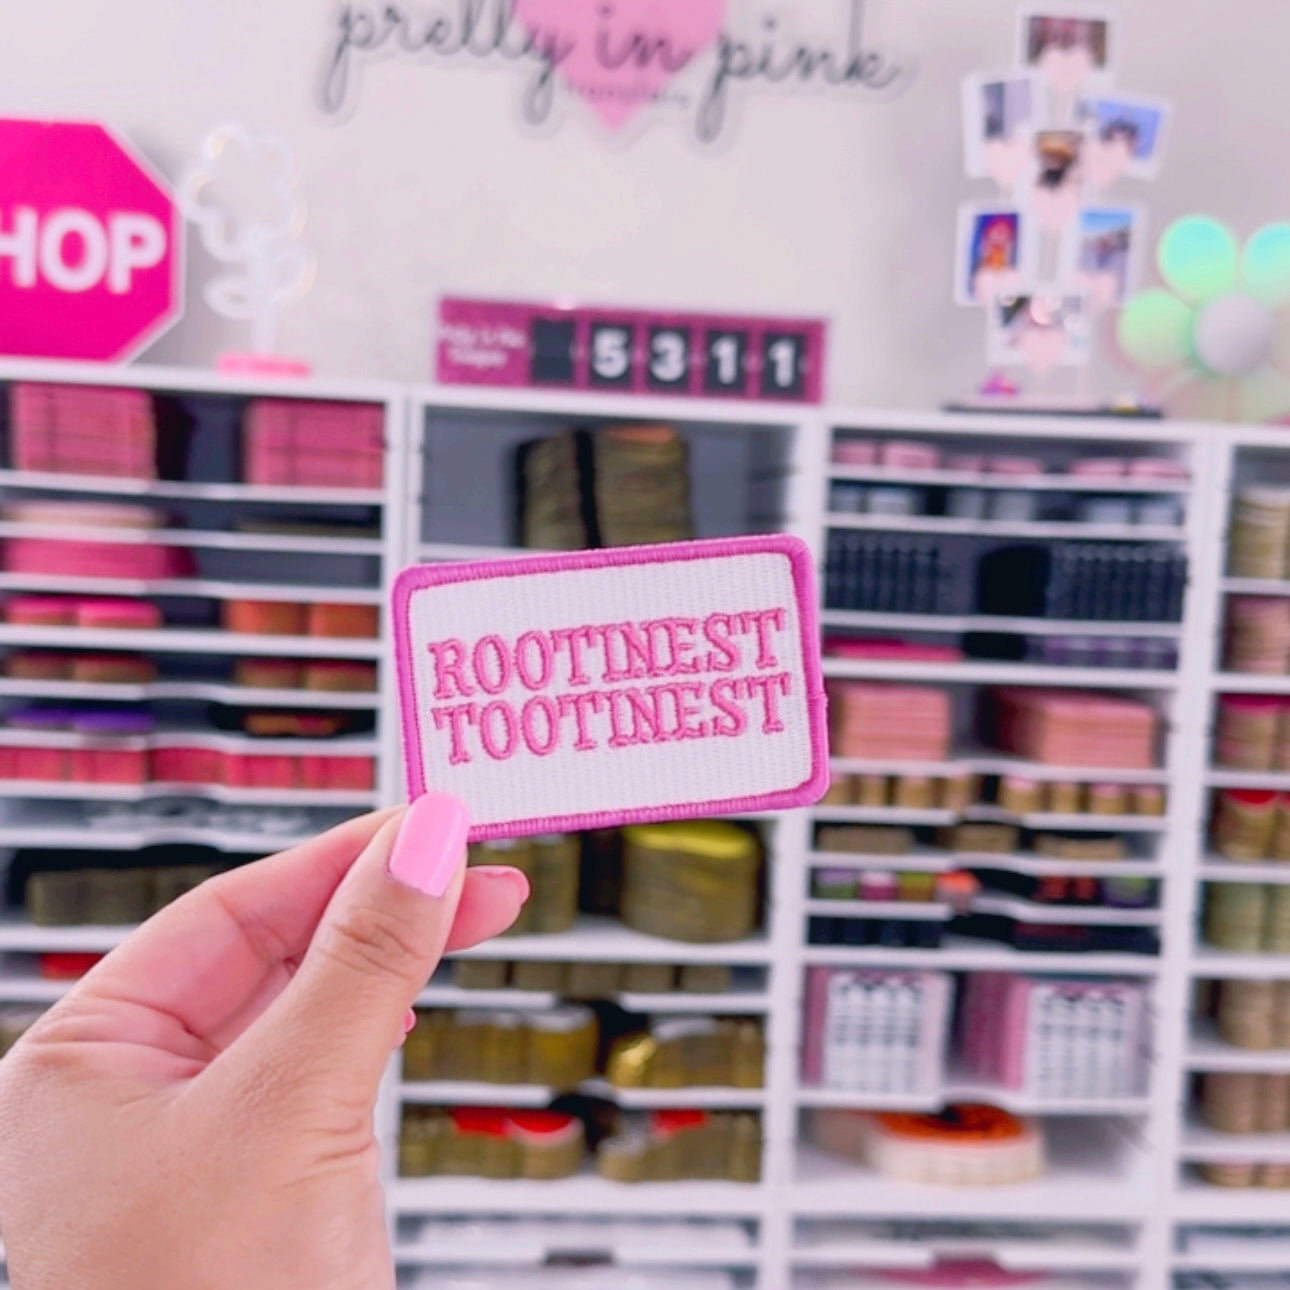 pretty in pink
HOP
5311
ROOTINEST
TOOTINEST